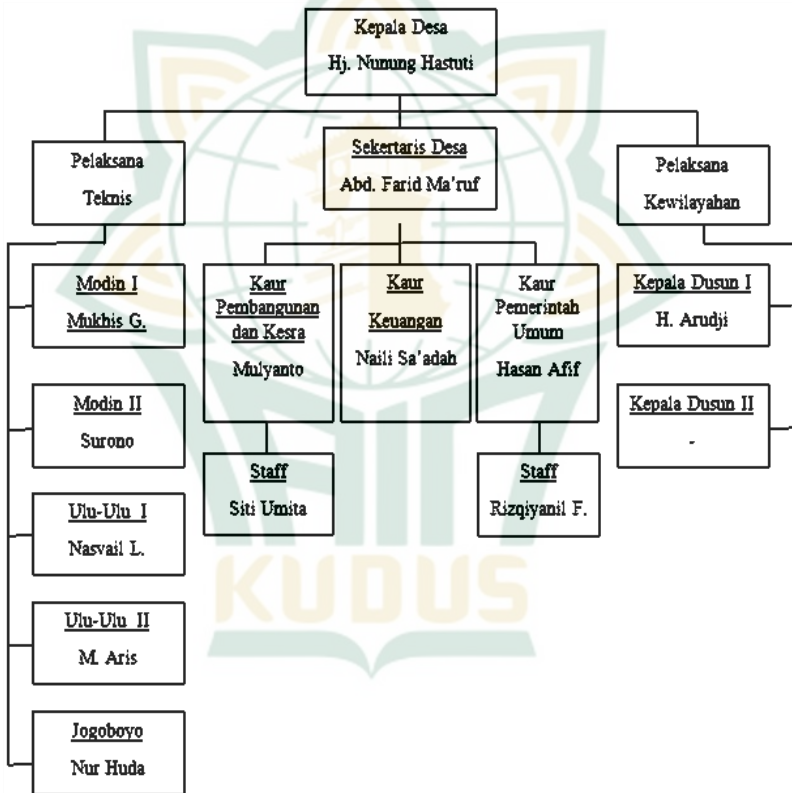 Kepala Desa
Hj. Nunung Hastuti
Pelaksana
Teknis
Sekertaris Desa
Abd. Farid Ma'ruf
Pelaksana
Kewilayahan
Modin I
Mukhis G.
Kaur
Pembangunan
dan Kesra
Mulyanto
Kaur
Keuangan
Naili Sa'adah
Kaur
Pemerintah
Umum
Hasan Afif
Kepala Dusun I
H. Arudji
Modin II
Surono
Kepala Dusun II
-
Staff
Siti Umita
Staff
Rizqiyanil F.
Ulu-Ulu I
Nasvail L.
Ulu-Ulu II
M. Aris
Jogoboyo
Nur Huda
KUDUS